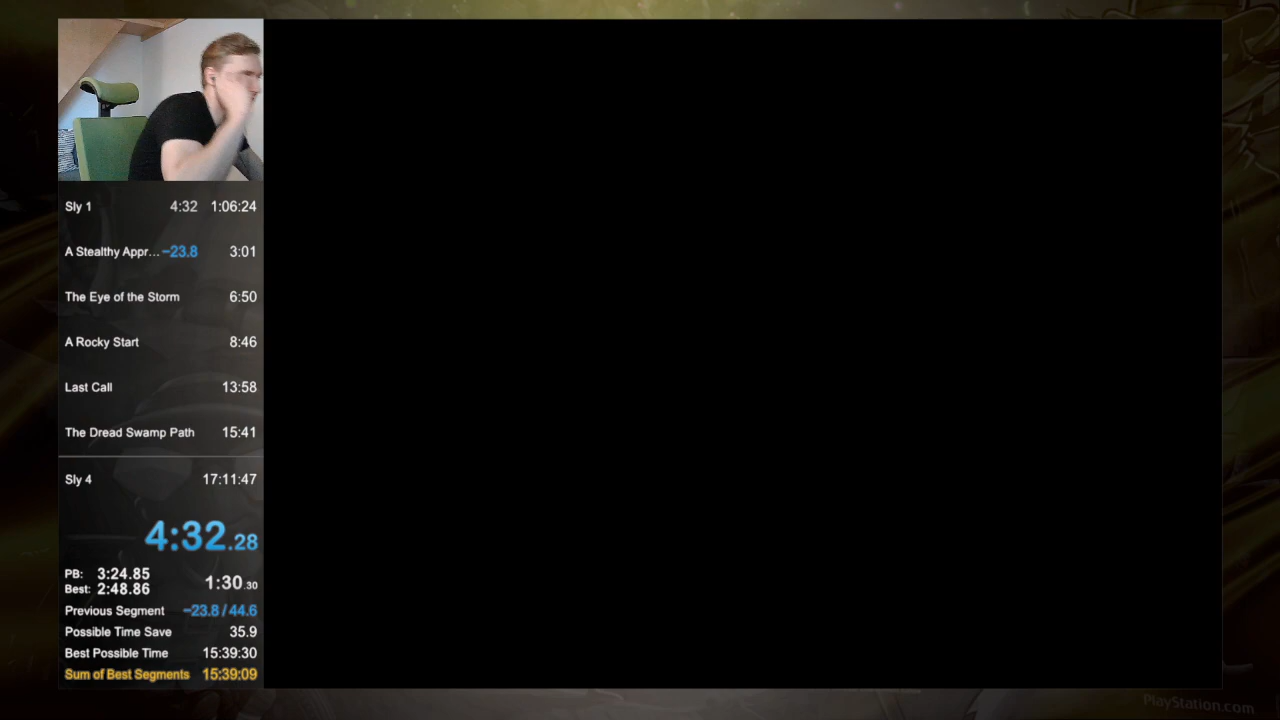 Sly 1 4:32 1:06:24
A Stealthy Appr... −23.8 3:01
The Eye of the Storm 6:50
A Rocky Start 8:46
Last Call 13:58
The Dread Swamp Path 15:41
Sly 4 17:11:47
4:32.28
PB: 3:24.85
Best: 2:48.86 1:30.30
Previous Segment −23.8 / 44.6
Possible Time Save 35.9
Best Possible Time 15:39:30
Sum of Best Segments 15:39:09
PlayStation.com